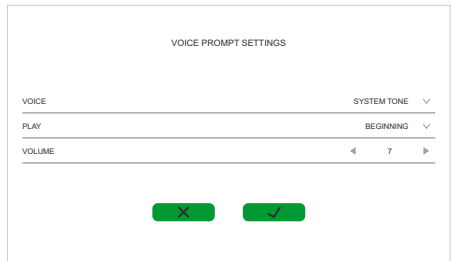 VOICE PROMPT SETTINGS
VOICE SYSTEM TONE
PLAY BEGINNING
VOLUME 7